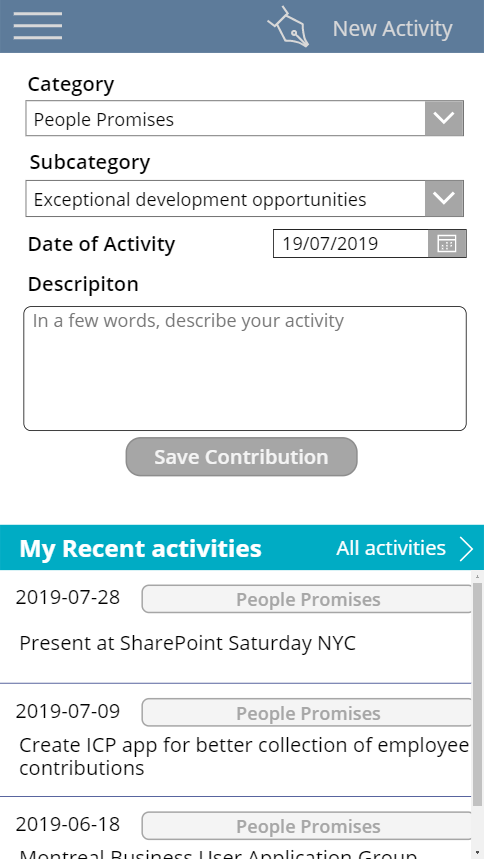 New Activity
Category
People Promises
Subcategory
Exceptional development opportunities
Date of Activity 19/07/2019
Descripiton
In a few words, describe your activity
Save Contribution
My Recent activities All activities
2019-07-28 People Promises
Present at SharePoint Saturday NYC
2019-07-09 People Promises
Create ICP app for better collection of employee
contributions
2019-06-18 People Promises
Montreal Business User Application Group